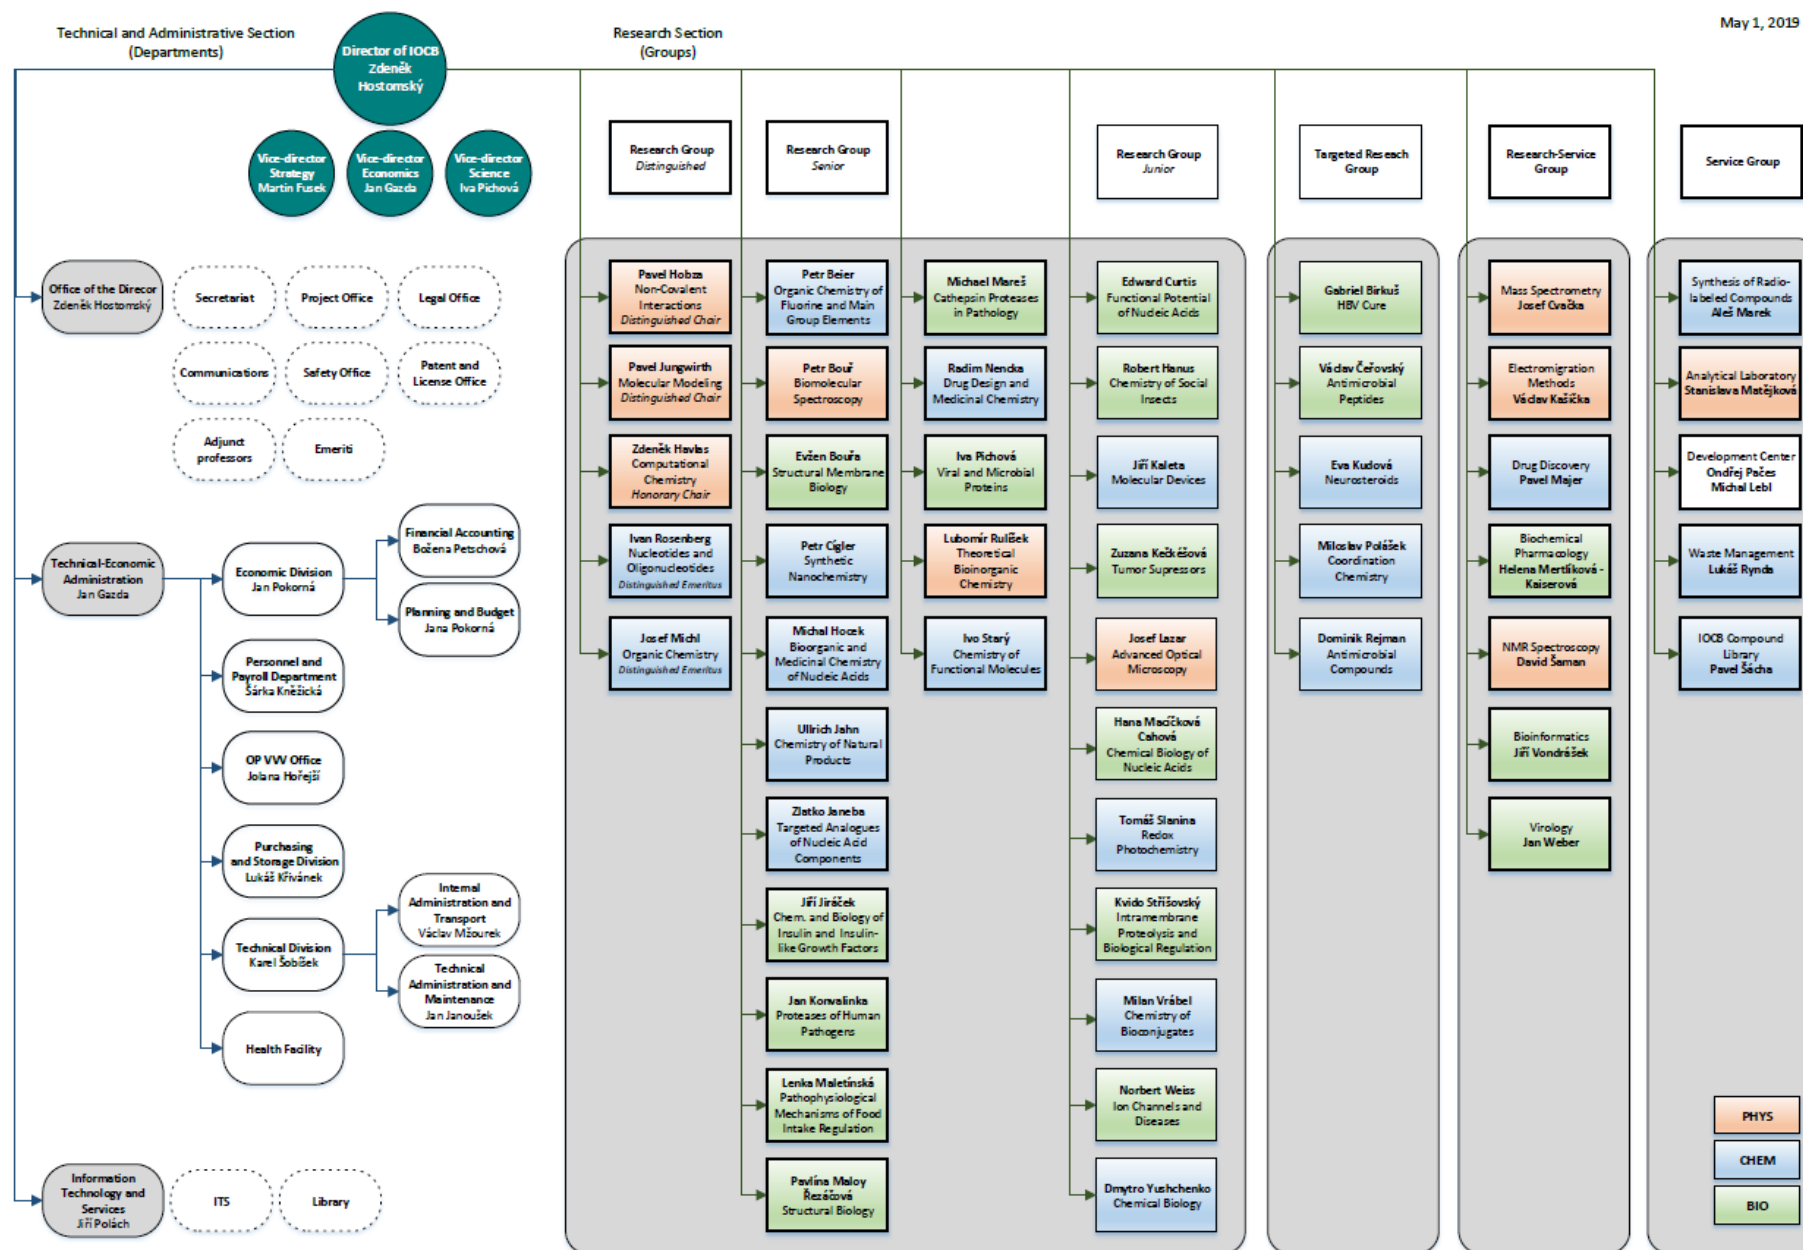 Technical and Administrative Section
(Departments)
Research Section
(Groups)
May 1, 2019
Director of IOCB
Zdeněk
Hostomský
Vice-director
Strategy
Martin Fusek
Vice-director
Economics
Jan Gazda
Vice-director
Science
Iva Pichová
Research Group
Distinguished
Research Group
Senior
Research Group
Junior
Targeted Reseach
Group
Research-Service
Group
Service Group
Office of the Direcor
Zdeněk Hostomský
Secretariat
Project Office
Legal Office
Communications
Safety Office
Patent and
License Office
Adjunct
professors
Emeriti
Technical-Economic
Administration
Jan Gazda
Economic Division
Jan Pokorná
Financial Accounting
Božena Petschová
Planning and Budget
Jana Pokorná
Personnel and
Payroll Department
Šárka Kněžická
OP VVV Office
Jolana Hořejší
Purchasing
and Storage Division
Lukáš Křivánek
Technical Division
Karel Šobíšek
Internal
Administration and
Transport
Václav Mžourek
Technical
Administration and
Maintenance
Jan Janoušek
Health Facility
Information
Technology and
Services
Jiří Polách
ITS
Library
Pavel Hobza
Non-Covalent
Interactions
Distinguished Chair
Pavel Jungwirth
Molecular Modeling
Distinguished Chair
Zdeněk Havlas
Computational
Chemistry
Honorary Chair
Ivan Rosenberg
Nucleotides and
Oligonucleotides
Distinguished Emeritus
Josef Michl
Organic Chemistry
Distinguished Emeritus
Petr Beier
Organic Chemistry of
Fluorine and Main
Group Elements
Petr Bouř
Biomolecular
Spectroscopy
Evžen Bouřa
Structural Membrane
Biology
Petr Cígler
Synthetic
Nanochemistry
Michal Hocek
Bioorganic and
Medicinal Chemistry
of Nucleic Acids
Ullrich Jahn
Chemistry of Natural
Products
Zlatko Janeba
Targeted Analogues
of Nucleic Acid
Components
Jiří Jiráček
Chem. and Biology of
Insulin and Insulin-
like Growth Factors
Jan Konvalinka
Proteases of Human
Pathogens
Lenka Maletínská
Pathophysiological
Mechanisms of Food
Intake Regulation
Pavlína Maloy
Řezáčová
Structural Biology
Michael Mareš
Cathepsin Proteases
in Pathology
Radim Nencka
Drug Design and
Medicinal Chemistry
Iva Pichová
Viral and Microbial
Proteins
Lubomír Rulíšek
Theoretical
Bioinorganic
Chemistry
Ivo Starý
Chemistry of
Functional Molecules
Edward Curtis
Functional Potential
of Nucleic Acids
Robert Hanus
Chemistry of Social
Insects
Jiří Kaleta
Molecular Devices
Zuzana Kečkéšová
Tumor Supressors
Josef Lazar
Advanced Optical
Microscopy
Hana Macíčková
Cahová
Chemical Biology of
Nucleic Acids
Tomáš Slanina
Redox
Photochemistry
Kvido Stříšovský
Intramembrane
Proteolysis and
Biological Regulation
Milan Vrábel
Chemistry of
Bioconjugates
Norbert Weiss
Ion Channels and
Diseases
Dmytro Yushchenko
Chemical Biology
Gabriel Birkuš
HBV Cure
Václav Čeřovský
Antimicrobial
Peptides
Eva Kudová
Neurosteroids
Miloslav Polášek
Coordination
Chemistry
Dominik Rejman
Antimicrobial
Compounds
Mass Spectrometry
Josef Cvačka
Electromigration
Methods
Václav Kašička
Drug Discovery
Pavel Majer
Biochemical
Pharmacology
Helena Mertlíková -
Kaiserová
NMR Spectroscopy
David Šaman
Bioinformatics
Jiří Vondrášek
Virology
Jan Weber
Synthesis of Radio-
labeled Compounds
Aleš Marek
Analytical Laboratory
Stanislava Matějková
Development Center
Ondřej Pačes
Michal Lebl
Waste Management
Lukáš Rynda
IOCB Compound
Library
Pavel Šácha
PHYS
CHEM
BIO